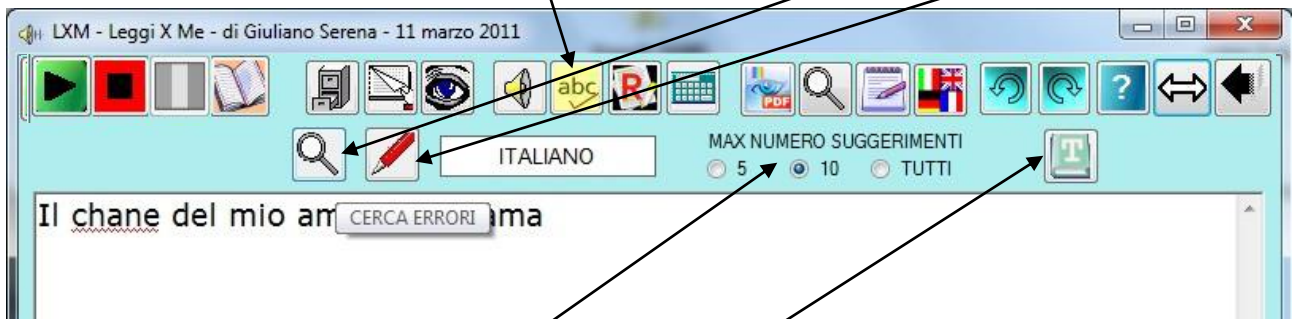 LXM - Leggi X Me - di Giuliano Serena - 11 marzo 2011
abc R PDF ?
ITALIANO
MAX NUMERO SUGGERIMENTI
5 10 TUTTI
T
Il chane del mio am ama
CERCA ERRORI